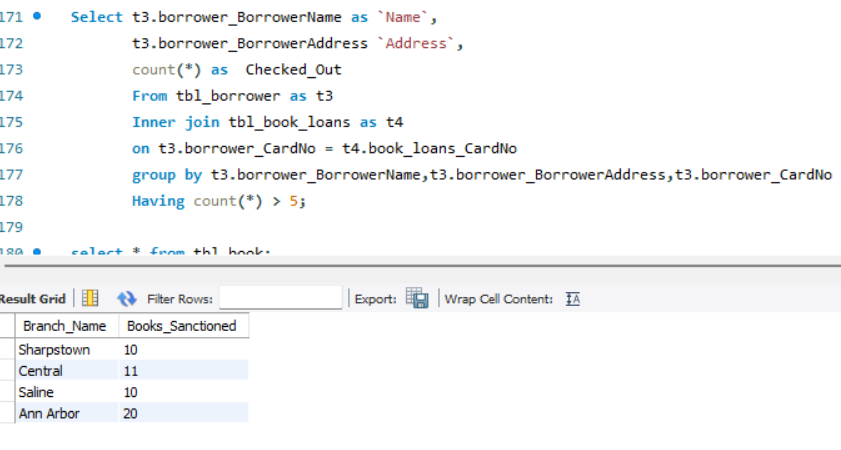 171 Select t3.borrower_BorrowerName as `Name`,
172 t3.borrower_BorrowerAddress `Address`,
173 count(*) as Checked_Out
174 From tbl_borrower as t3
175 Inner join tbl_book_loans as t4
176 on t3.borrower_CardNo = t4.book_loans_CardNo
177 group by t3.borrower_BorrowerName,t3.borrower_BorrowerAddress,t3.borrower_CardNo
178 Having count(*) > 5;
179
180 select * from tbl_book;
Result Grid Filter Rows: Export: Wrap Cell Content: IA
Branch_Name Books_Sanctioned
Sharpstown 10
Central 11
Saline 10
Ann Arbor 20